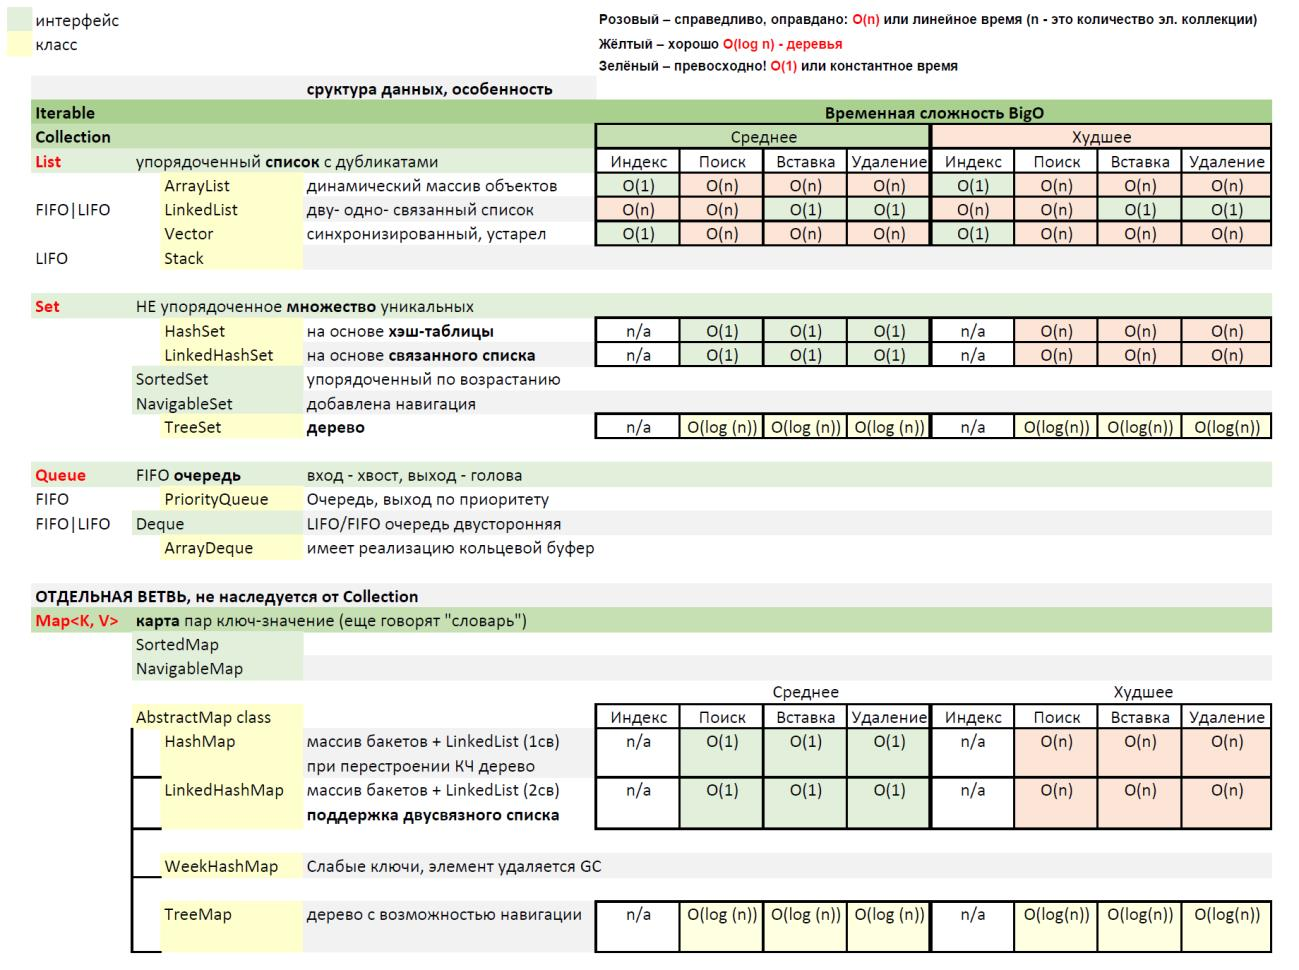 интерфейс
класс
Розовый – справедливо, оправдано: O(n) или линейное время (n - это количество эл. коллекции)
Жёлтый – хорошо O(log n) - деревья
Зелёный – превосходно! O(1) или константное время
сруктура данных, особенность
Iterable Временная сложность BigO
Collection Среднее Худшее
List упорядоченный список с дубликатами Индекс Поиск Вставка Удаление Индекс Поиск Вставка Удаление
ArrayList динамический массив объектов O(1) O(n) O(n) O(n) O(1) O(n) O(n) O(n)
FIFO|LIFO LinkedList дву- одно- связанный список O(n) O(n) O(1) O(1) O(n) O(n) O(1) O(1)
Vector синхронизированный, устарел O(1) O(n) O(n) O(n) O(1) O(n) O(n) O(n)
LIFO Stack
Set НЕ упорядоченное множество уникальных
HashSet на основе хэш-таблицы n/a O(1) O(1) O(1) n/a O(n) O(n) O(n)
LinkedHashSet на основе связанного списка n/a O(1) O(1) O(1) n/a O(n) O(n) O(n)
SortedSet упорядоченный по возрастанию
NavigableSet добавлена навигация
TreeSet дерево n/a O(log (n)) O(log (n)) O(log (n)) n/a O(log(n)) O(log(n)) O(log(n))
Queue FIFO очередь вход - хвост, выход - голова
FIFO PriorityQueue Очередь, выход по приоритету
FIFO|LIFO Deque LIFO/FIFO очередь двусторонняя
ArrayDeque имеет реализацию кольцевой буфер
ОТДЕЛЬНАЯ ВЕТВЬ, не наследуется от Collection
Map<K, V> карта пар ключ-значение (еще говорят "словарь")
SortedMap
NavigableMap
Среднее Худшее
AbstractMap class Индекс Поиск Вставка Удаление Индекс Поиск Вставка Удаление
HashMap массив бакетов + LinkedList (1св) n/a O(1) O(1) O(1) n/a O(n) O(n) O(n)
при перестроении КЧ дерево
LinkedHashMap массив бакетов + LinkedList (2св) n/a O(1) O(1) O(1) n/a O(n) O(n) O(n)
поддержка двусвязного списка
WeekHashMap Слабые ключи, элемент удаляется GC
TreeMap дерево с возможностью навигации n/a O(log (n)) O(log (n)) O(log (n)) n/a O(log(n)) O(log(n)) O(log(n))